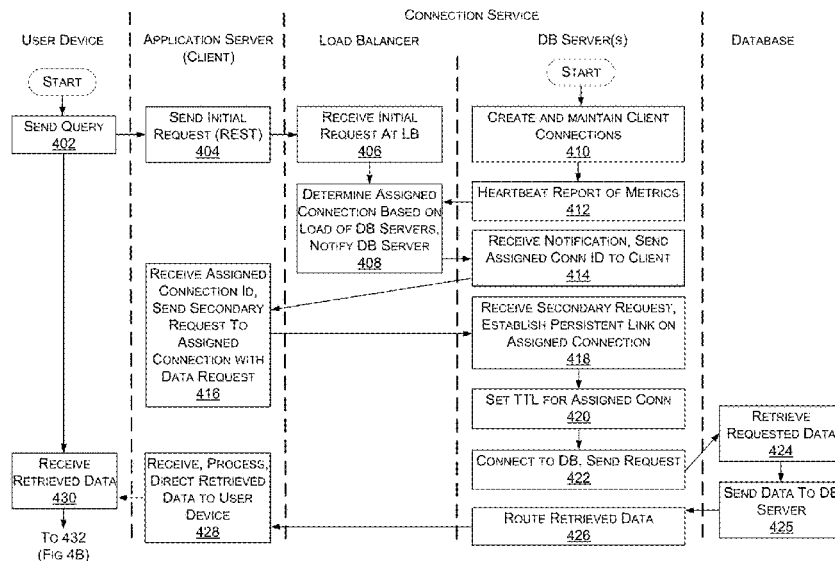 CONNECTION SERVICE
USER DEVICE
APPLICATION SERVER
(CLIENT)
LOAD BALANCER
DB SERVER(S)
DATABASE
START
SEND QUERY
402
SEND INITIAL
REQUEST (REST)
404
RECEIVE INITIAL
REQUEST AT LB
406
START
CREATE AND MAINTAIN CLIENT
CONNECTIONS
410
DETERMINE ASSIGNED
CONNECTION BASED ON
LOAD OF DB SERVERS,
NOTIFY DB SERVER
408
HEARTBEAT REPORT OF METRICS
412
RECEIVE NOTIFICATION, SEND
ASSIGNED CONN ID TO CLIENT
414
RECEIVE ASSIGNED
CONNECTION ID,
SEND SECONDARY
REQUEST TO
ASSIGNED
CONNECTION WITH
DATA REQUEST
416
RECEIVE SECONDARY REQUEST,
ESTABLISH PERSISTENT LINK ON
ASSIGNED CONNECTION
418
SET TTL FOR ASSIGNED CONN
420
CONNECT TO DB, SEND REQUEST
422
RETRIEVE
REQUESTED DATA
424
SEND DATA TO DB
SERVER
425
ROUTE RETRIEVED DATA
426
RECEIVE, PROCESS,
DIRECT RETRIEVED
DATA TO USER
DEVICE
428
RECEIVE
RETRIEVED DATA
430
TO 432
(FIG 4B)